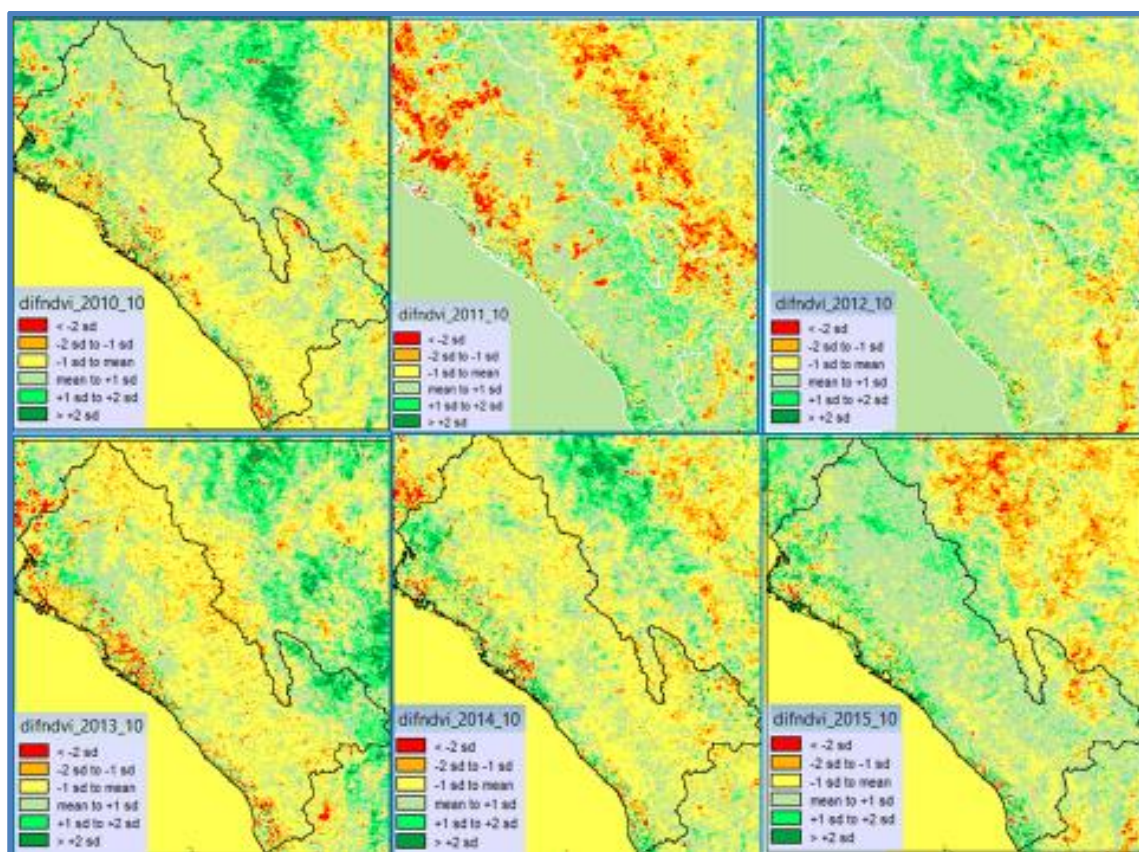 difndvi_2010_10
< -2 sd
-2 sd to -1 sd
-1 sd to mean
mean to +1 sd
+1 sd to +2 sd
> +2 sd
difndvi_2011_10
< -2 sd
-2 sd to -1 sd
-1 sd to mean
mean to +1 sd
+1 sd to +2 sd
> +2 sd
difndvi_2012_10
< -2 sd
-2 sd to -1 sd
-1 sd to mean
mean to +1 sd
+1 sd to +2 sd
> +2 sd
difndvi_2013_10
< -2 sd
-2 sd to -1 sd
-1 sd to mean
mean to +1 sd
+1 sd to +2 sd
> +2 sd
difndvi_2014_10
< -2 sd
-2 sd to -1 sd
-1 sd to mean
mean to +1 sd
+1 sd to +2 sd
> +2 sd
difndvi_2015_10
< -2 sd
-2 sd to -1 sd
-1 sd to mean
mean to +1 sd
+1 sd to +2 sd
> +2 sd